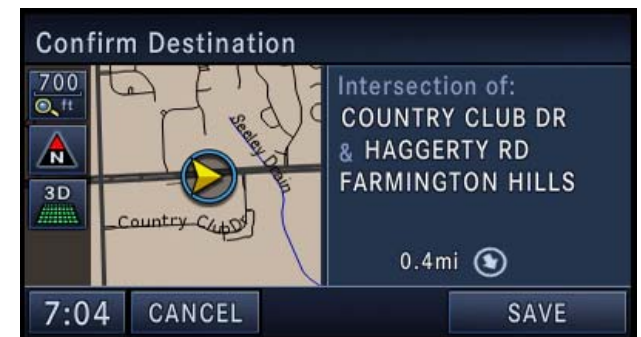 Confirm Destination
700
ft
N
3D
Seeley Drain
Country Club Dr
Intersection of:
COUNTRY CLUB DR
& HAGGERTY RD
FARMINGTON HILLS
0.4mi
7:04
CANCEL
SAVE